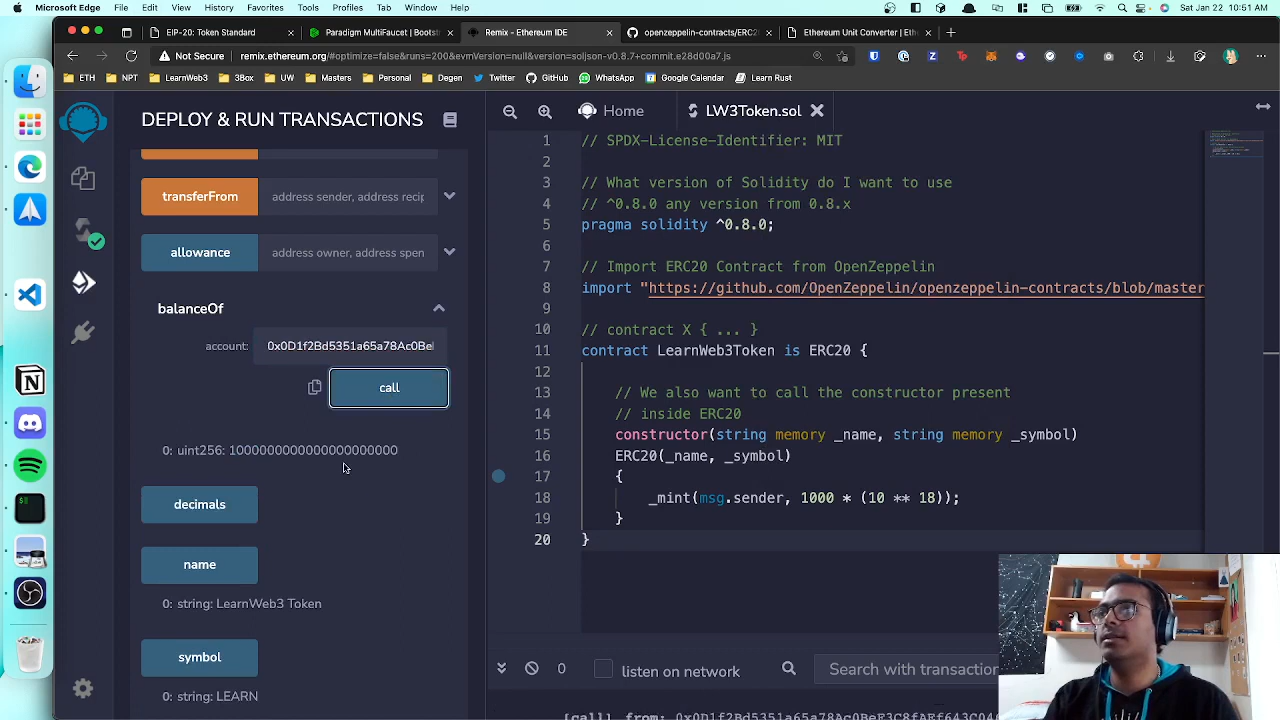 Microsoft Edge File Edit View History Favorites Tools Profiles Tab Window Help Sat Jan 22 10:51 AM
EIP-20: Token Standard Paradigm MultiFaucet | Bootstr Remix - Ethereum IDE openzeppelin-contracts/ERC2 Ethereum Unit Converter | Et
Not Secure remix.ethereum.org/#optimize=false&runs=200&evmVersion=null&version=soljson-v0.8.7+commit.e28d00a7.js
ETH NPT LearnWeb3 3Box UW Masters Personal Degen Twitter GitHub WhatsApp Google Calendar Learn Rust
DEPLOY & RUN TRANSACTIONS
transferFrom address sender, address recip
allowance address owner, address spen
balanceOf
account: 0x0D1f2Bd5351a65a78Ac0Be
call
0: uint256: 1000000000000000000000
decimals
name
0: string: LearnWeb3 Token
symbol
0: string: LEARN
Home LW3Token.sol
1 // SPDX-License-Identifier: MIT
2
3 // What version of Solidity do I want to use
4 // ^0.8.0 any version from 0.8.x
5 pragma solidity ^0.8.0;
6
7 // Import ERC20 Contract from OpenZeppelin
8 import "https://github.com/OpenZeppelin/openzeppelin-contracts/blob/master
9
10 // contract X { ... }
11 contract LearnWeb3Token is ERC20 {
12
13 // We also want to call the constructor present
14 // inside ERC20
15 constructor(string memory _name, string memory _symbol)
16 ERC20(_name, _symbol)
17 {
18 _mint(msg.sender, 1000 * (10 ** 18));
19 }
20 }
0 listen on network Search with transactio